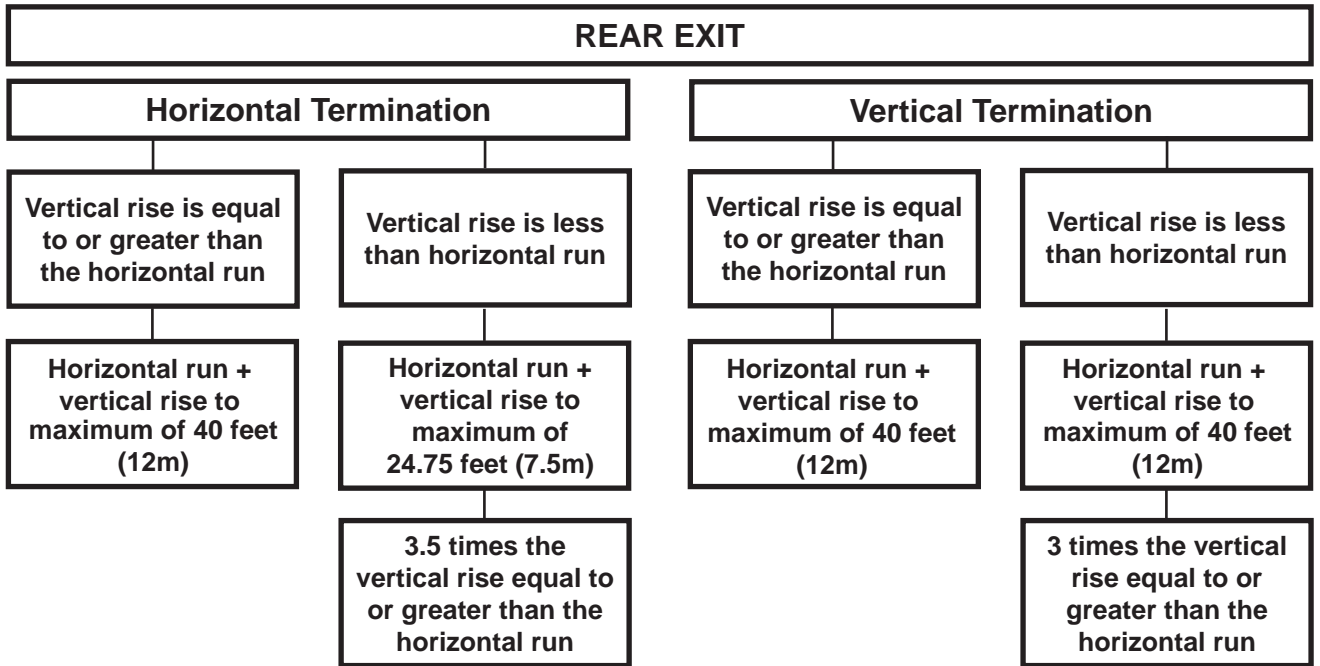 REAR EXIT
Horizontal Termination
Vertical Termination
Vertical rise is equal
to or greater than
the horizontal run
Vertical rise is less
than horizontal run
Vertical rise is equal
to or greater than
the horizontal run
Vertical rise is less
than horizontal run
Horizontal run +
vertical rise to
maximum of 40 feet
(12m)
Horizontal run +
vertical rise to
maximum of
24.75 feet (7.5m)
Horizontal run +
vertical rise to
maximum of 40 feet
(12m)
Horizontal run +
vertical rise to
maximum of 40 feet
(12m)
3.5 times the
vertical rise equal to
or greater than the
horizontal run
3 times the vertical
rise equal to or
greater than the
horizontal run